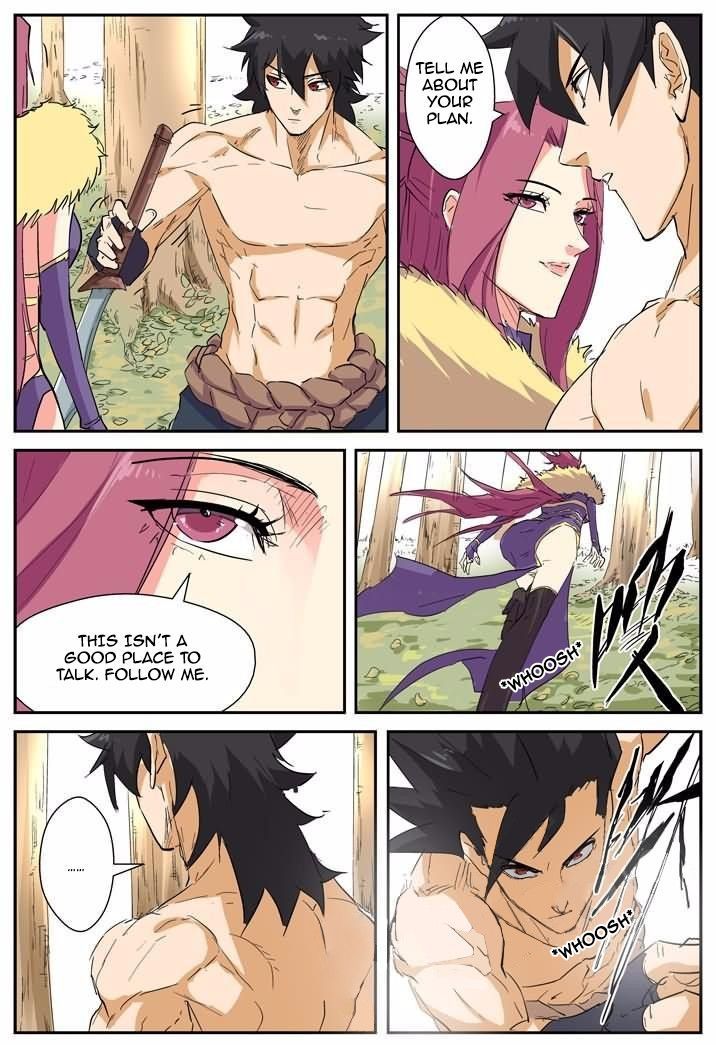 TELL ME
ABOUT
YOUR
PLAN.
THIS ISN'T A
GOOD PLACE TO
TALK. FOLLOW ME.
*WHOOSH*
......
*WHOOSH*